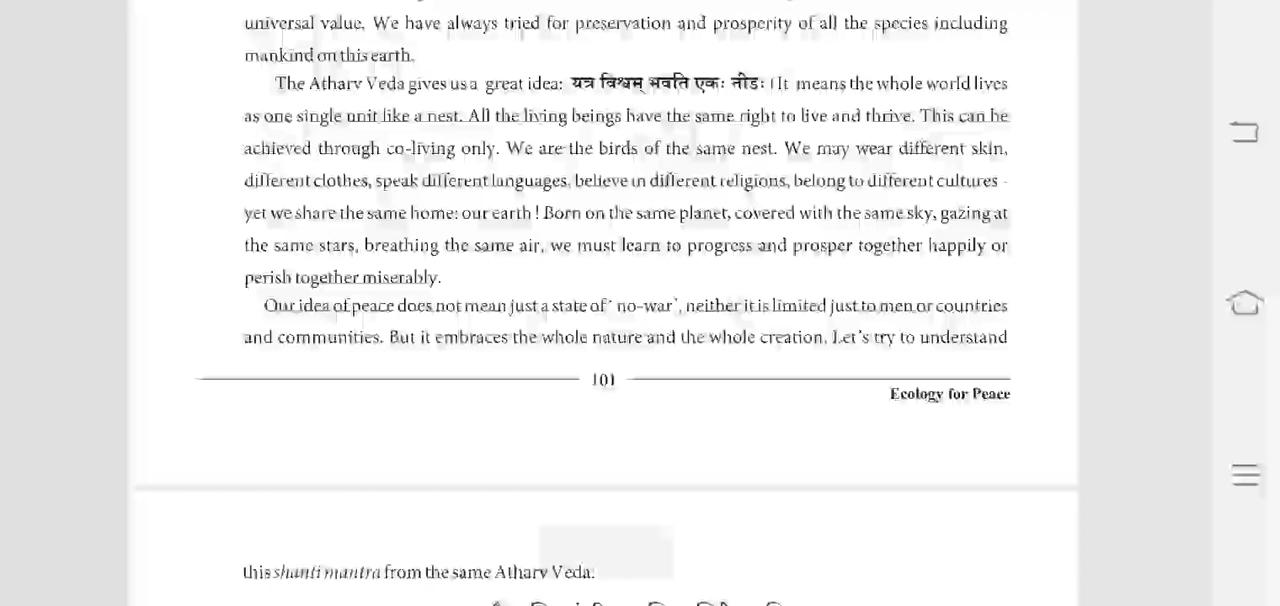 universal value. We have always tried for preservation and prosperity of all the species including
mankind on this earth.
The Atharv Veda gives us a great idea: यत्र विश्वम् भवति एकः नीडः। It means the whole world lives
as one single unit like a nest. All the living beings have the same right to live and thrive. This can be
achieved through co-living only. We are the birds of the same nest. We may wear different skin,
different clothes, speak different languages, believe in different religions, belong to different cultures -
yet we share the same home: our earth ! Born on the same planet, covered with the same sky, gazing at
the same stars, breathing the same air, we must learn to progress and prosper together happily or
perish together miserably.
Our idea of peace does not mean just a state of ' no-war', neither it is limited just to men or countries
and communities. But it embraces the whole nature and the whole creation. Let's try to understand
101
Ecology for Peace
this shanti mantra from the same Atharv Veda: